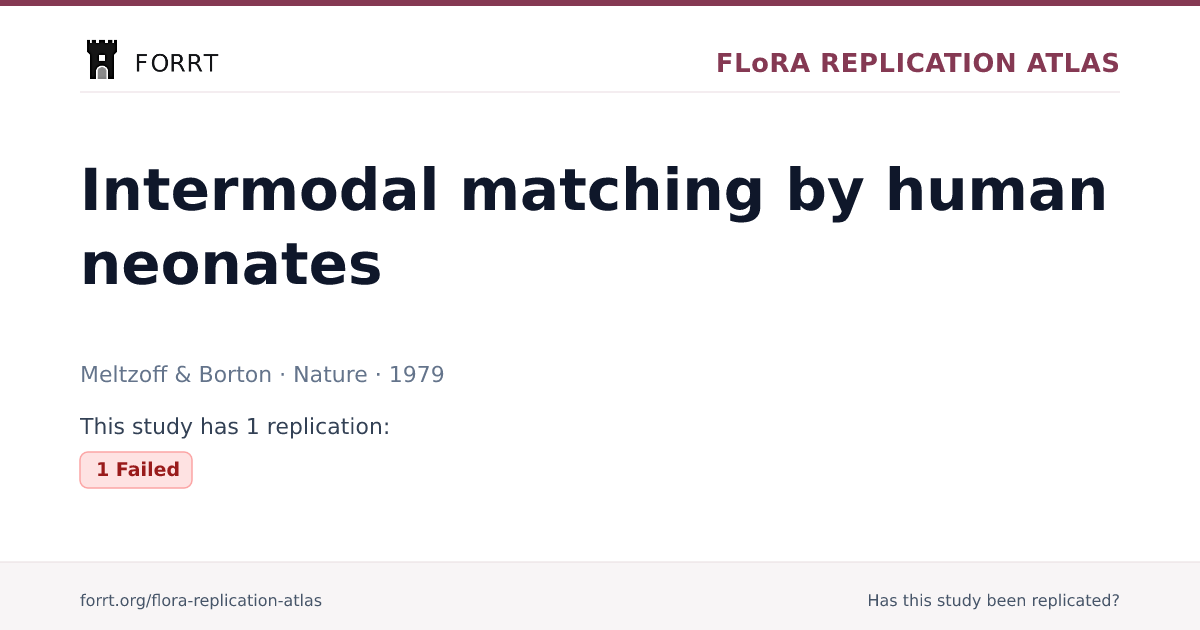 FORRT
FLoRA REPLICATION ATLAS
Intermodal matching by human
neonates
Meltzoff & Borton · Nature · 1979
This study has 1 replication:
1 Failed
forrt.org/flora-replication-atlas
Has this study been replicated?